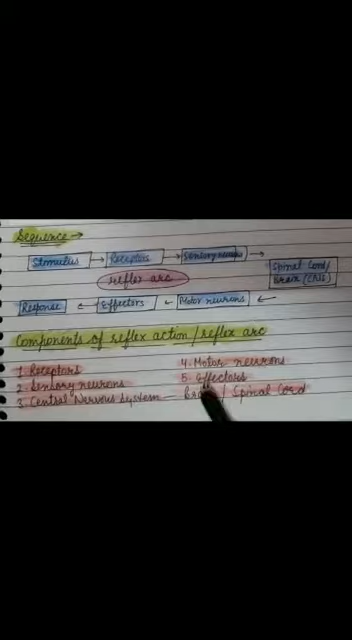 Sequence →
Stimulus → Receptors → Sensory neurons →
reflex arc
Spinal Cord/
Brain (CNS)
Response ← Effectors ← Motor neurons ←
Components of reflex action / reflex arc
1. Receptors
2. Sensory neurons
3. Central Nervous System — Brain / Spinal Cord
4. Motor neurons
5. Effectors